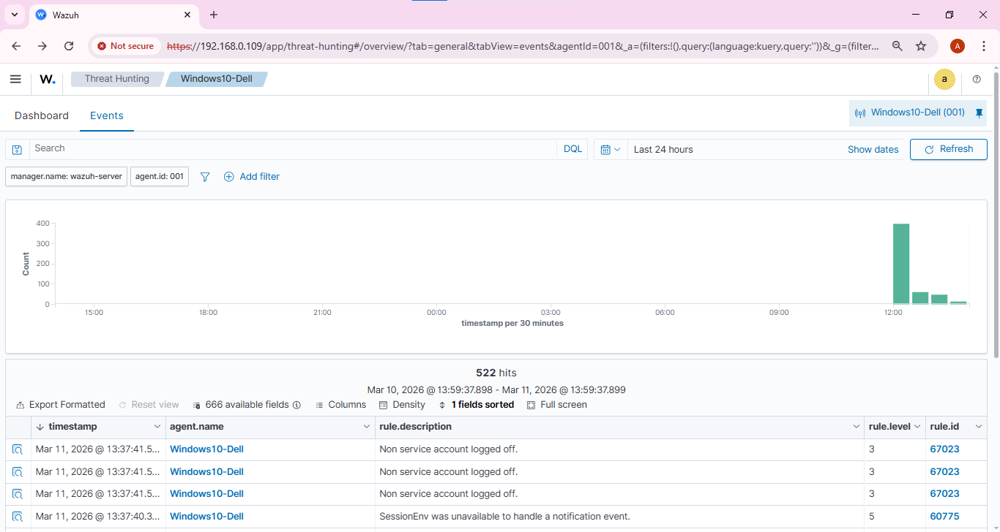 Wazuh
Not secure
https://192.168.0.109/app/threat-hunting#/overview/?tab=general&tabView=events&agentId=001&_a=(filters:!(),query:(language:kuery,query:''))&_g=(filter...
A
W.
Threat Hunting
Windows10-Dell
a
Dashboard
Events
Windows10-Dell (001)
Search
DQL
Last 24 hours
Show dates
Refresh
manager.name: wazuh-server
agent.id: 001
Add filter
400
300
200
100
0
Count
15:00
18:00
21:00
00:00
03:00
06:00
09:00
12:00
timestamp per 30 minutes
522 hits
Mar 10, 2026 @ 13:59:37.898 - Mar 11, 2026 @ 13:59:37.899
Export Formatted
Reset view
666 available fields
Columns
Density
1 fields sorted
Full screen
timestamp agent.name rule.description rule.level rule.id
Mar 11, 2026 @ 13:37:41.5... Windows10-Dell Non service account logged off. 3 67023
Mar 11, 2026 @ 13:37:41.5... Windows10-Dell Non service account logged off. 3 67023
Mar 11, 2026 @ 13:37:41.5... Windows10-Dell Non service account logged off. 3 67023
Mar 11, 2026 @ 13:37:40.3... Windows10-Dell SessionEnv was unavailable to handle a notification event. 5 60775